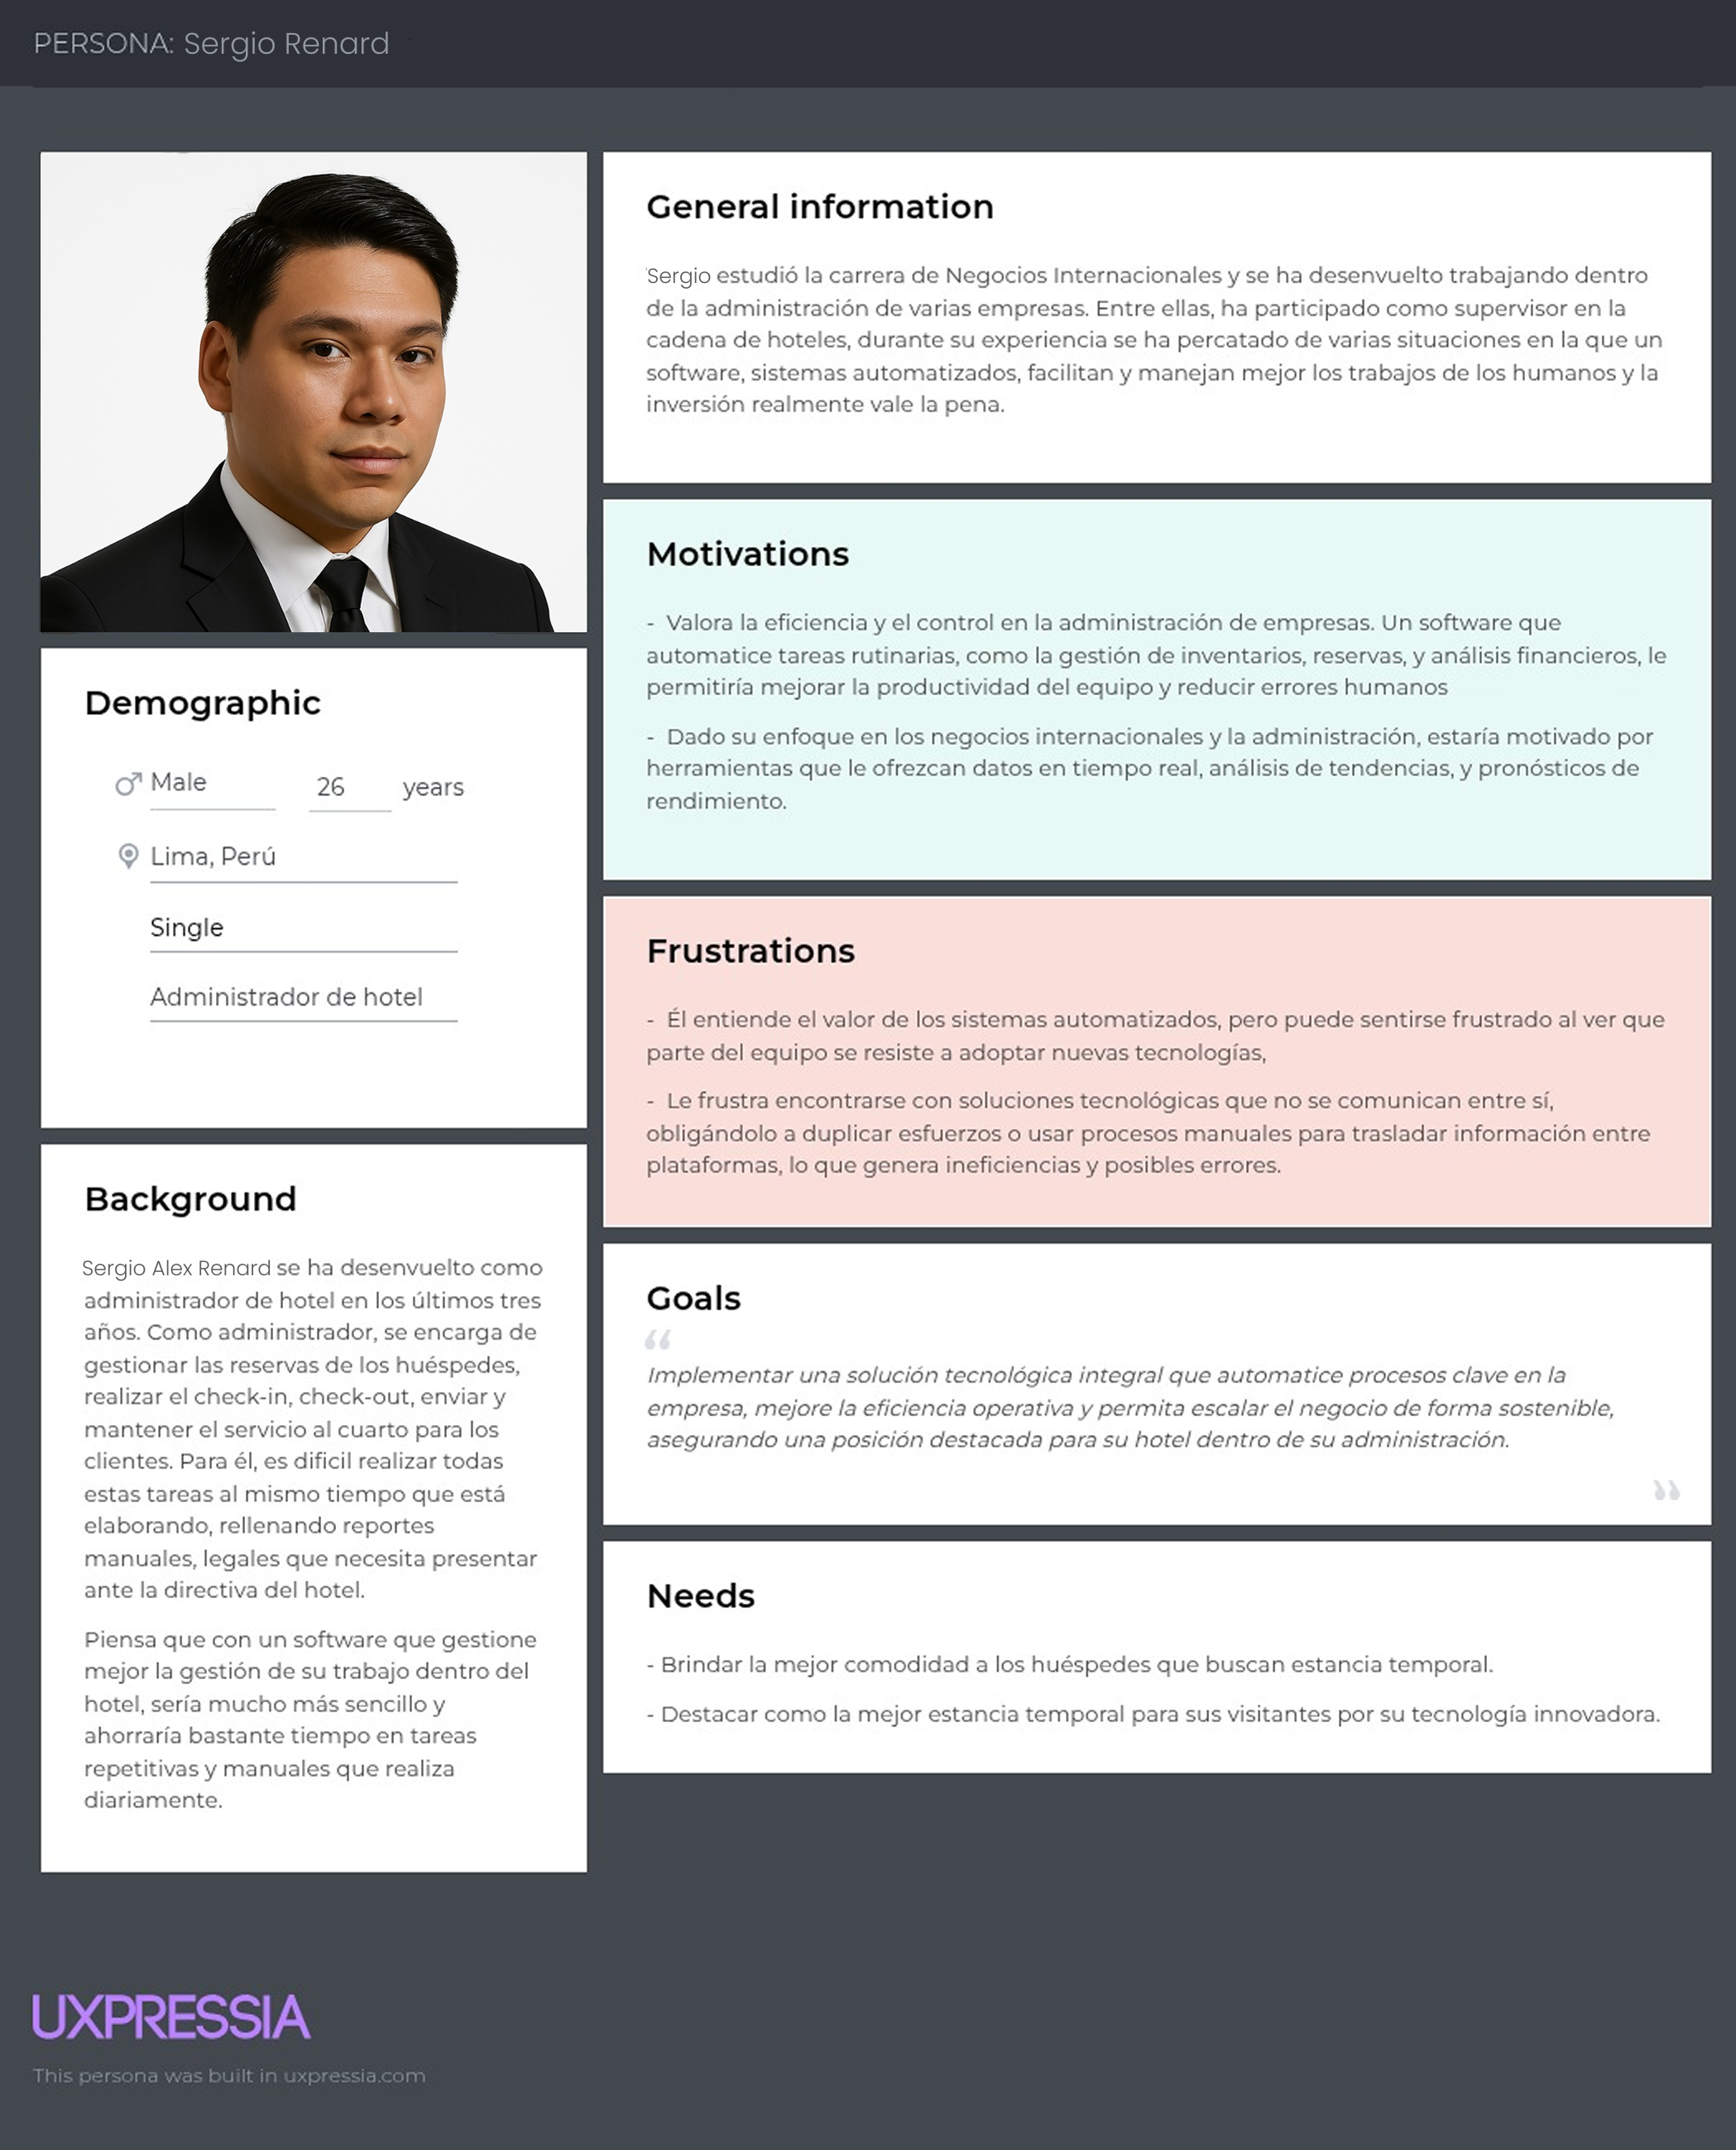 PERSONA: Sergio Renard
Demographic
Male 26 years
Lima, Perú
Single
Administrador de hotel
Background
Sergio Alex Renard se ha desenvuelto como
administrador de hotel en los últimos tres
años. Como administrador, se encarga de
gestionar las reservas de los huéspedes,
realizar el check-in, check-out, enviar y
mantener el servicio al cuarto para los
clientes. Para él, es dificil realizar todas
estas tareas al mismo tiempo que está
elaborando, rellenando reportes
manuales, legales que necesita presentar
ante la directiva del hotel.
Piensa que con un software que gestione
mejor la gestión de su trabajo dentro del
hotel, sería mucho más sencillo y
ahorraría bastante tiempo en tareas
repetitivas y manuales que realiza
diariamente.
General information
Sergio estudió la carrera de Negocios Internacionales y se ha desenvuelto trabajando dentro
de la administración de varias empresas. Entre ellas, ha participado como supervisor en la
cadena de hoteles, durante su experiencia se ha percatado de varias situaciones en la que un
software, sistemas automatizados, facilitan y manejan mejor los trabajos de los humanos y la
inversión realmente vale la pena.
Motivations
- Valora la eficiencia y el control en la administración de empresas. Un software que
automatice tareas rutinarias, como la gestión de inventarios, reservas, y análisis financieros, le
permitiría mejorar la productividad del equipo y reducir errores humanos
- Dado su enfoque en los negocios internacionales y la administración, estaría motivado por
herramientas que le ofrezcan datos en tiempo real, análisis de tendencias, y pronósticos de
rendimiento.
Frustrations
- Él entiende el valor de los sistemas automatizados, pero puede sentirse frustrado al ver que
parte del equipo se resiste a adoptar nuevas tecnologías,
- Le frustra encontrarse con soluciones tecnológicas que no se comunican entre sí,
obligándolo a duplicar esfuerzos o usar procesos manuales para trasladar información entre
plataformas, lo que genera ineficiencias y posibles errores.
Goals
“
Implementar una solución tecnológica integral que automatice procesos clave en la
empresa, mejore la eficiencia operativa y permita escalar el negocio de forma sostenible,
asegurando una posición destacada para su hotel dentro de su administración.
”
Needs
- Brindar la mejor comodidad a los huéspedes que buscan estancia temporal.
- Destacar como la mejor estancia temporal para sus visitantes por su tecnología innovadora.
UXPRESSIA
This persona was built in uxpressia.com